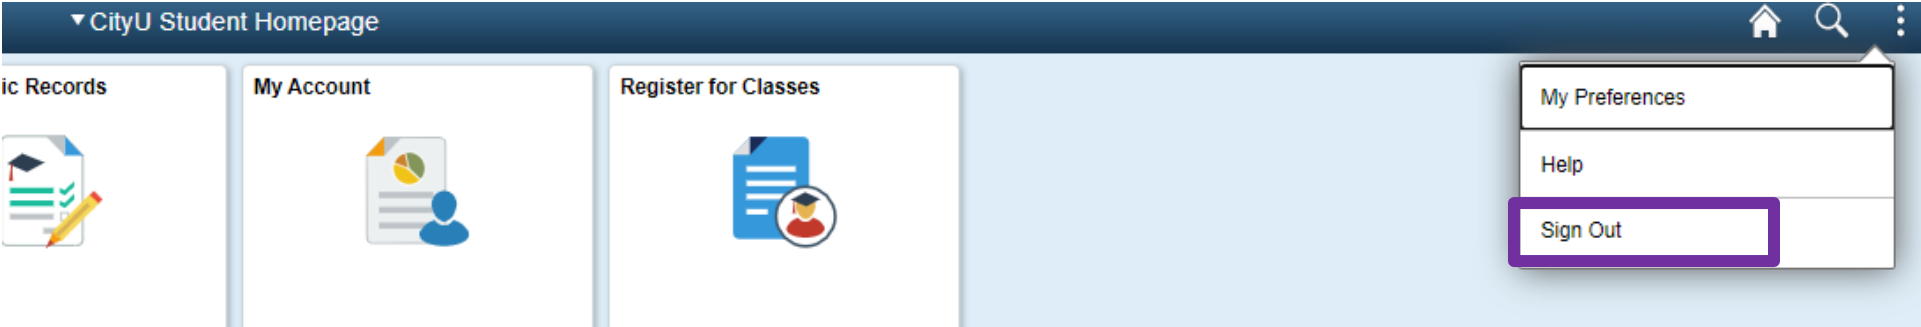 CityU Student Homepage
ic Records
My Account
Register for Classes
My Preferences
Help
Sign Out